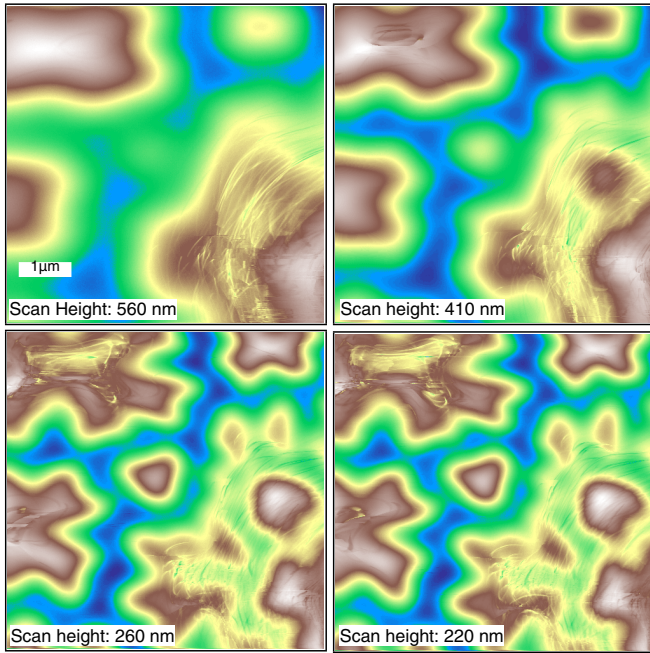 1µm
Scan Height: 560 nm
Scan height: 410 nm
Scan height: 260 nm
Scan height: 220 nm